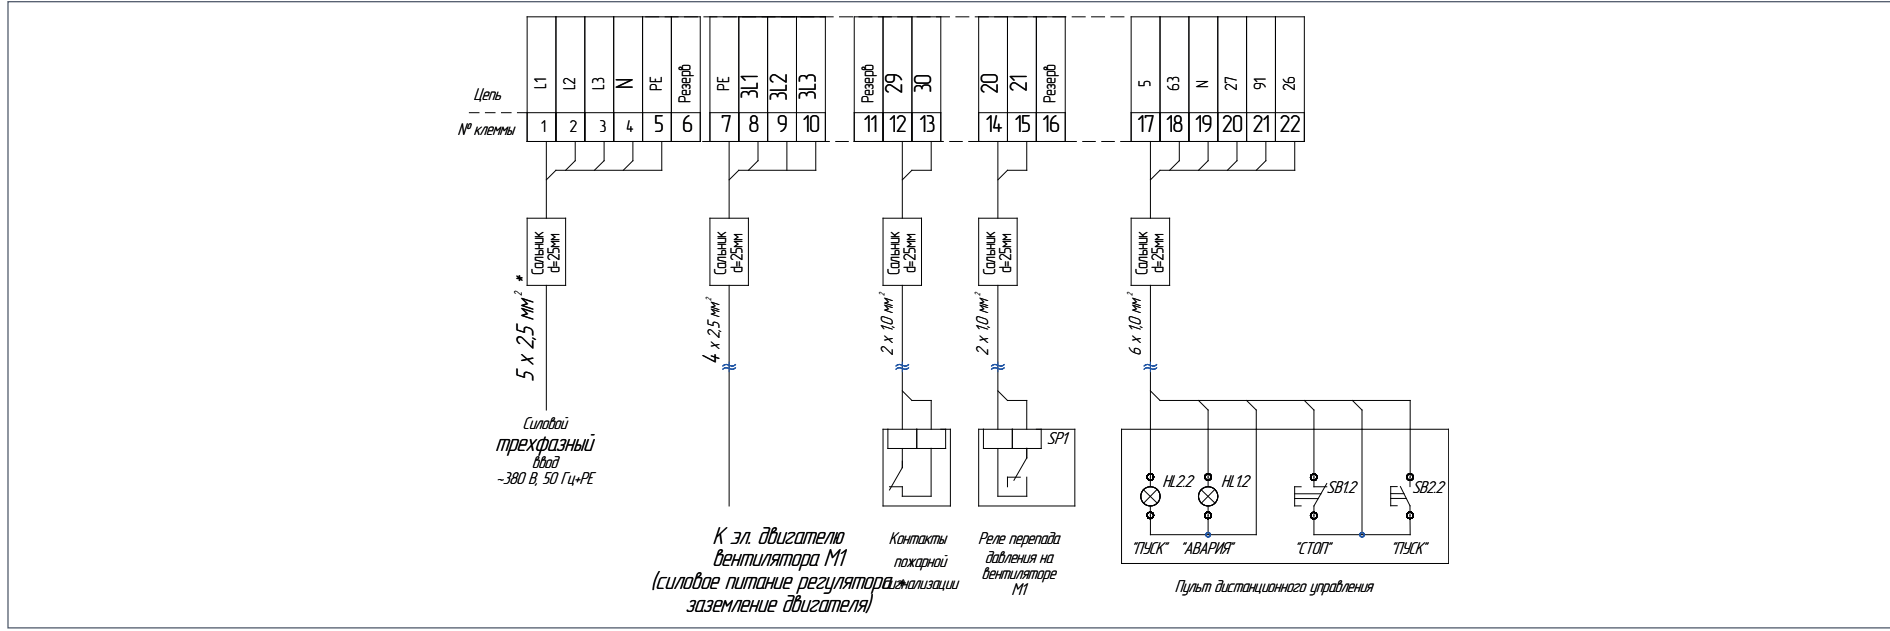 Цепь
L1 L2 L3 N PE Резерв PE 3L1 3L2 3L3 Резерв 29 30 20 21 Резерв 5 63 N 27 91 26
№ клеммы
1 2 3 4 5 6 7 8 9 10 11 12 13 14 15 16 17 18 19 20 21 22
Сальник
d=25мм
Сальник
d=25мм
Сальник
d=25мм
Сальник
d=25мм
Сальник
d=25мм
5 х 2,5 мм² *
4 х 2,5 мм²
2 х 1,0 мм²
2 х 1,0 мм²
6 х 1,0 мм²
Силовой
трехфазный
ввод
~380 В, 50 Гц+PE
К эл. двигателю
вентилятора М1
(силовое питание регулятора+
заземление двигателя)
Контакты
пожарной
сигнализации
SP1
Реле перепада
давления на
вентиляторе
М1
HL2.2 HL1.2 SB1.2 SB2.2
"ПУСК" "АВАРИЯ" "СТОП" "ПУСК"
Пульт дистанционного управления